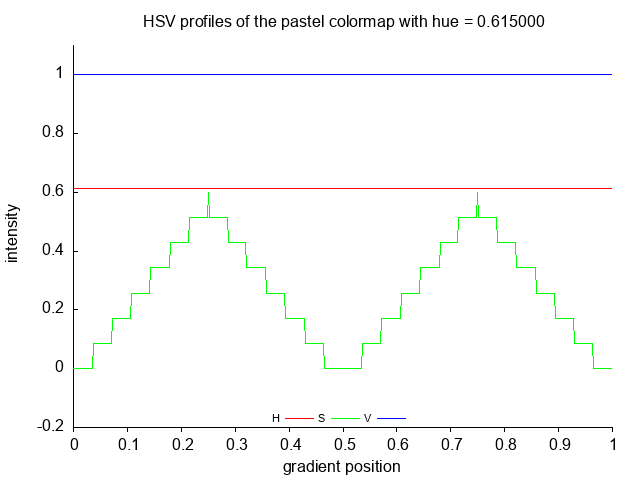 HSV profiles of the pastel colormap with hue = 0.615000
1
0.8
0.6
0.4
0.2
0
-0.2
intensity
H S V
0 0.1 0.2 0.3 0.4 0.5 0.6 0.7 0.8 0.9 1
gradient position